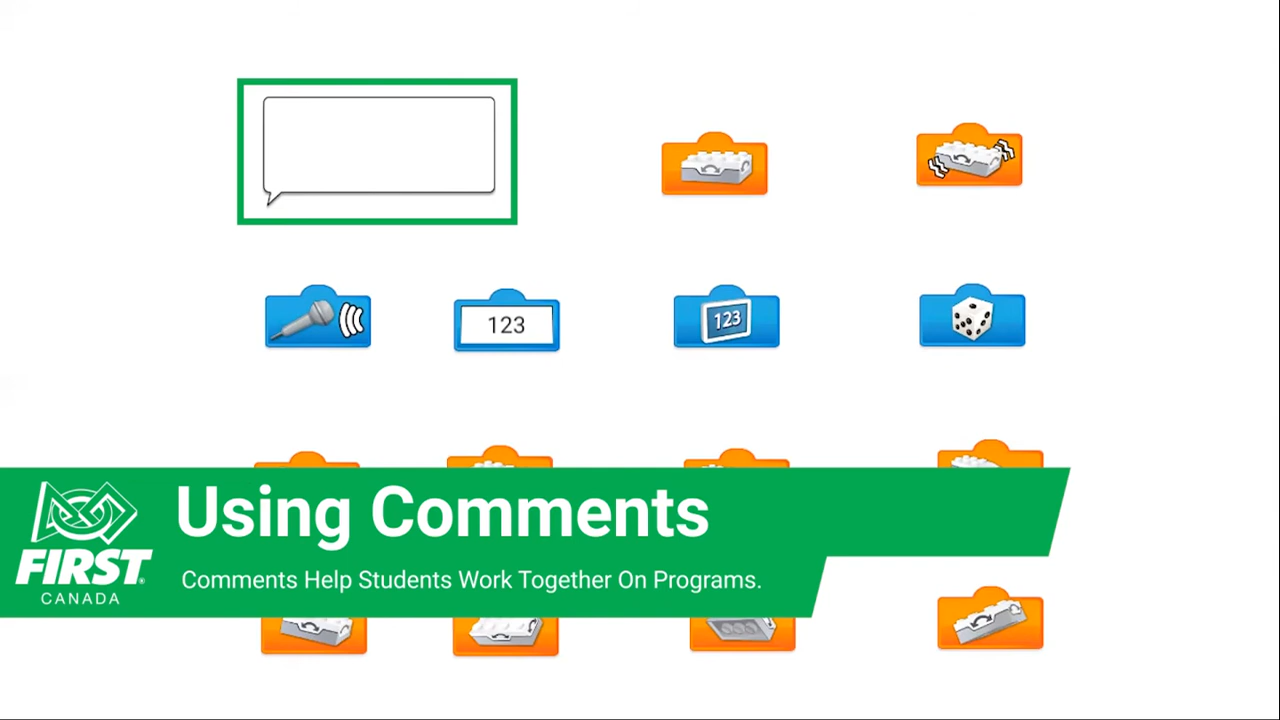 123
123
Using Comments
Comments Help Students Work Together On Programs.
FIRST
CANADA